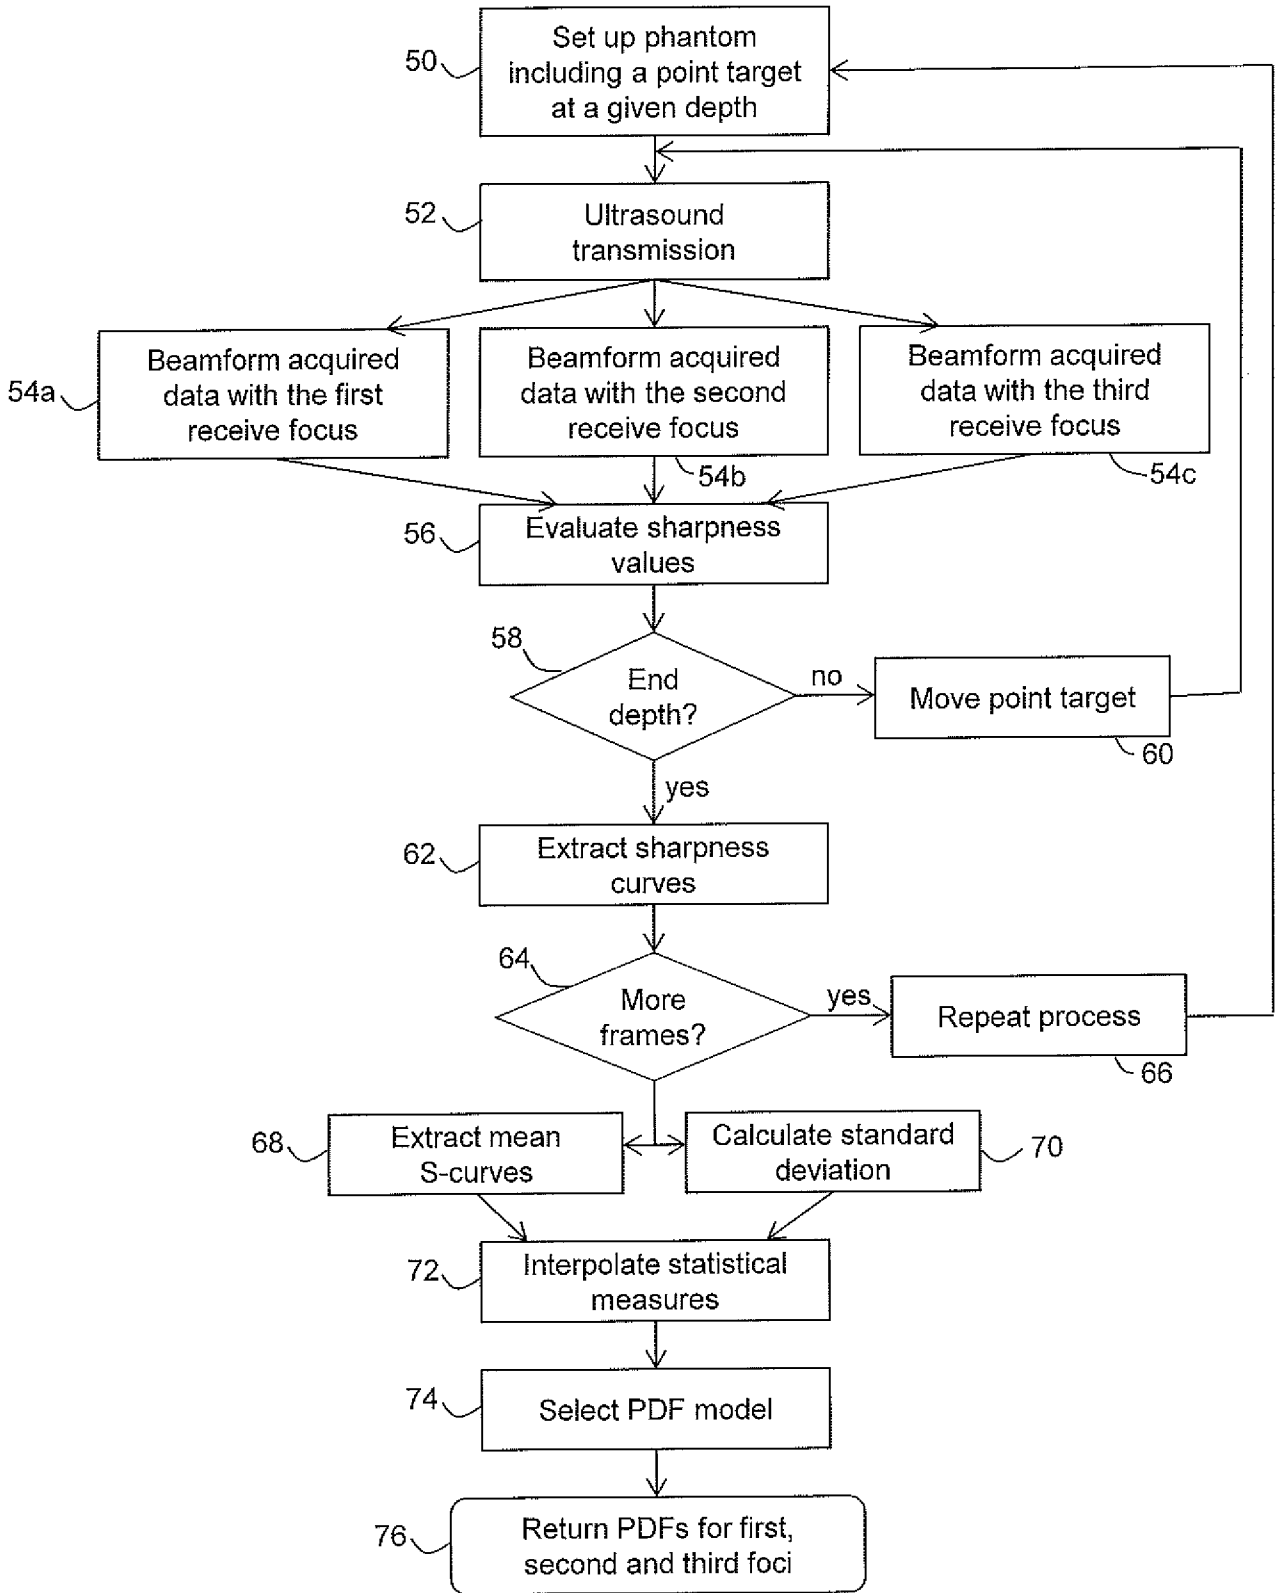 50
Set up phantom
including a point target
at a given depth
52
Ultrasound
transmission
54a
Beamform acquired
data with the first
receive focus
Beamform acquired
data with the second
receive focus
54b
Beamform acquired
data with the third
receive focus
54c
56
Evaluate sharpness
values
58
End
depth?
no
Move point target
60
yes
62
Extract sharpness
curves
64
More
frames?
yes
Repeat process
66
68
Extract mean
S-curves
Calculate standard
deviation
70
72
Interpolate statistical
measures
74
Select PDF model
76
Return PDFs for first,
second and third foci